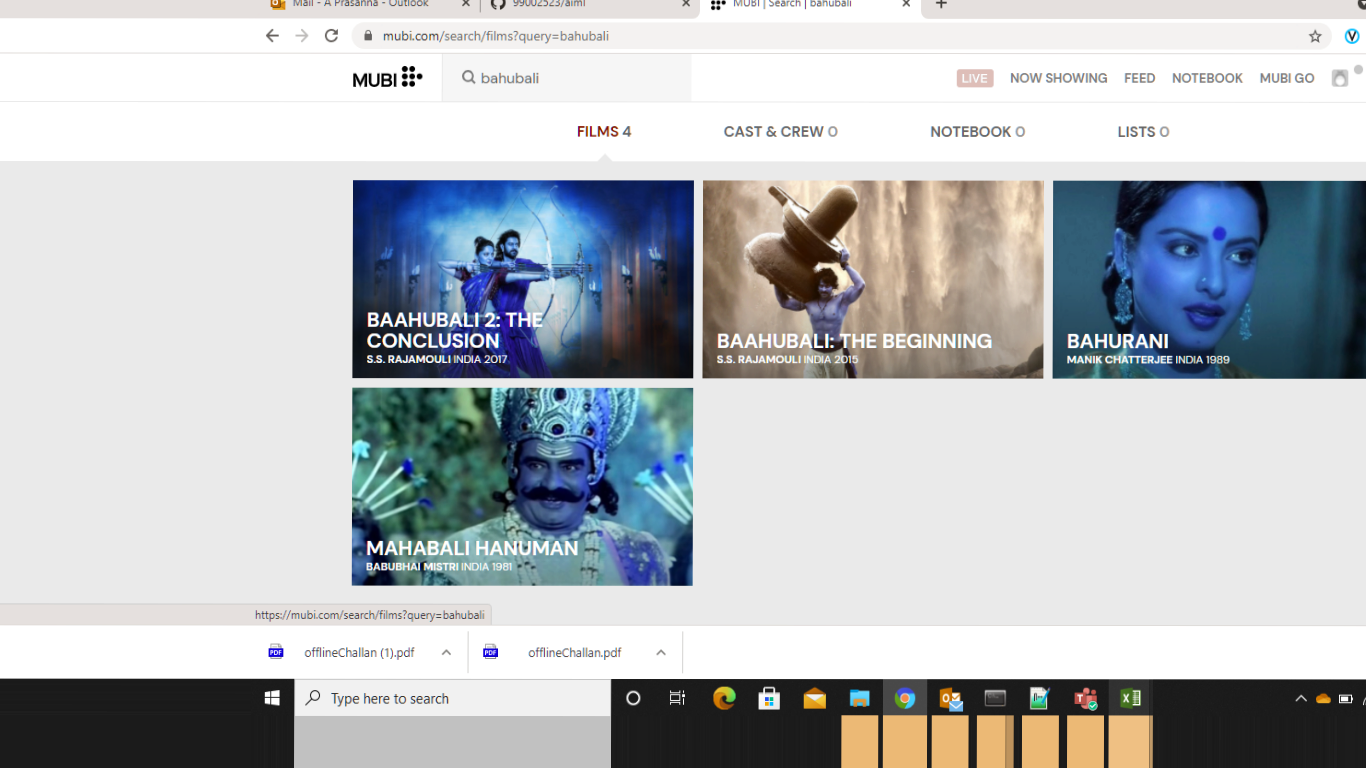 Mail - A Prasanna - Outlook
99002523/aiml
MUBI | Search | bahubali
mubi.com/search/films?query=bahubali
MUBI
bahubali
LIVE
NOW SHOWING
FEED
NOTEBOOK
MUBI GO
FILMS 4
CAST & CREW 0
NOTEBOOK 0
LISTS 0
BAAHUBALI 2: THE
CONCLUSION
S.S. RAJAMOULI INDIA 2017
BAAHUBALI: THE BEGINNING
S.S. RAJAMOULI INDIA 2015
BAHURANI
MANIK CHATTERJEE INDIA 1989
MAHABALI HANUMAN
BABUBHAI MISTRI INDIA 1981
https://mubi.com/search/films?query=bahubali
PDF
offlineChallan (1).pdf
PDF
offlineChallan.pdf
Type here to search